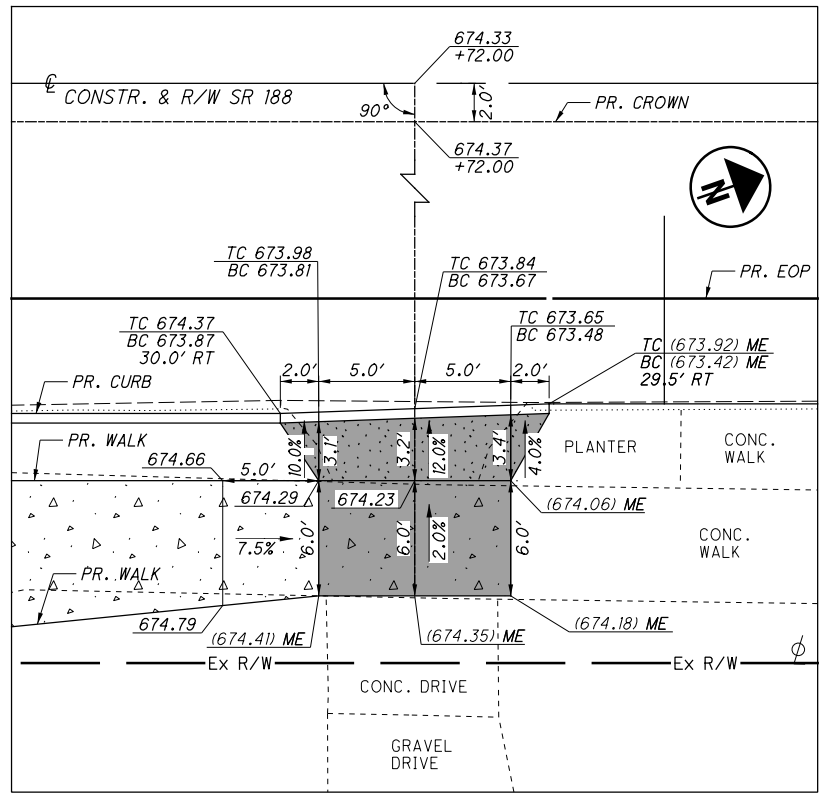 674.33
+72.00
℄ CONSTR. & R/W SR 188
90°
2.0'
PR. CROWN
674.37
+72.00
N
TC 673.98
BC 673.81
TC 673.84
BC 673.67
PR. EOP
TC 674.37
BC 673.87
30.0' RT
TC 673.65
BC 673.48
TC (673.92) ME
BC (673.42) ME
29.5' RT
2.0'
5.0'
5.0'
2.0'
PR. CURB
PR. WALK
10.0%
3.1'
3.2'
12.0%
3.4'
4.0%
PLANTER
CONC.
WALK
674.66
5.0'
674.29
674.23
(674.06) ME
7.5%
6.0'
6.0'
2.0%
6.0'
CONC.
WALK
PR. WALK
674.79
(674.41) ME
(674.35) ME
(674.18) ME
Ex R/W
Ex R/W
CONC. DRIVE
GRAVEL
DRIVE